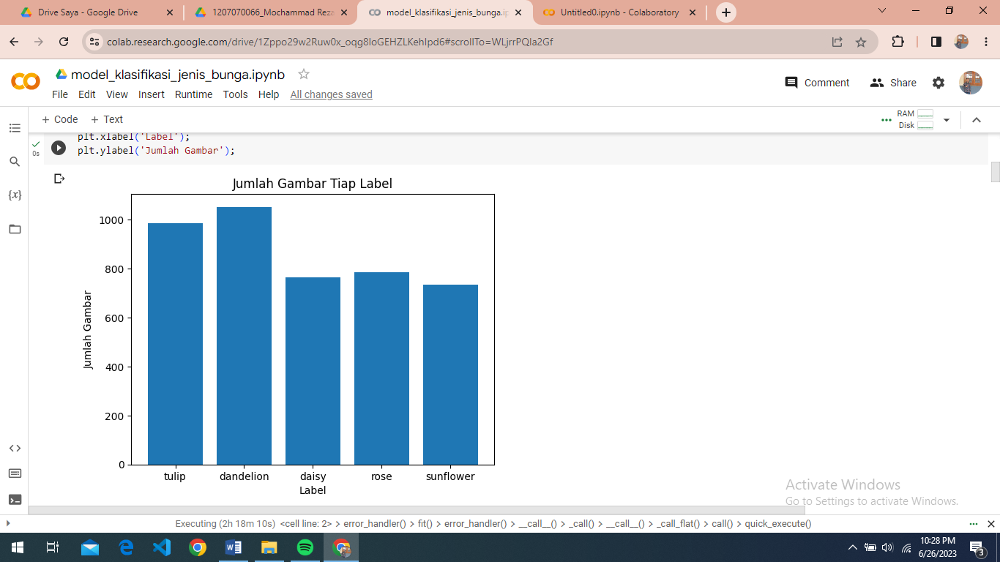 Drive Saya - Google Drive
1207070066_Mochammad Reza
model_klasifikasi_jenis_bunga.ip
Untitled0.ipynb - Colaboratory
colab.research.google.com/drive/1Zppo29w2Ruw0x_oqg8IoGEHZLKehIpd6#scrollTo=WLjrrPQIa2Gf
model_klasifikasi_jenis_bunga.ipynb
File Edit View Insert Runtime Tools Help All changes saved
Comment
Share
+ Code + Text
RAM
Disk
plt.xlabel('Label');
0s
plt.ylabel('Jumlah Gambar');
{x}
Jumlah Gambar Tiap Label
1000
800
600
400
200
0
Jumlah Gambar
tulip dandelion daisy rose sunflower
Label
Activate Windows
Go to Settings to activate Windows.
Executing (2h 18m 10s) <cell line: 2> > error_handler() > fit() > error_handler() > __call__() > _call() > __call__() > _call_flat() > call() > quick_execute()
10:28 PM
6/26/2023
3